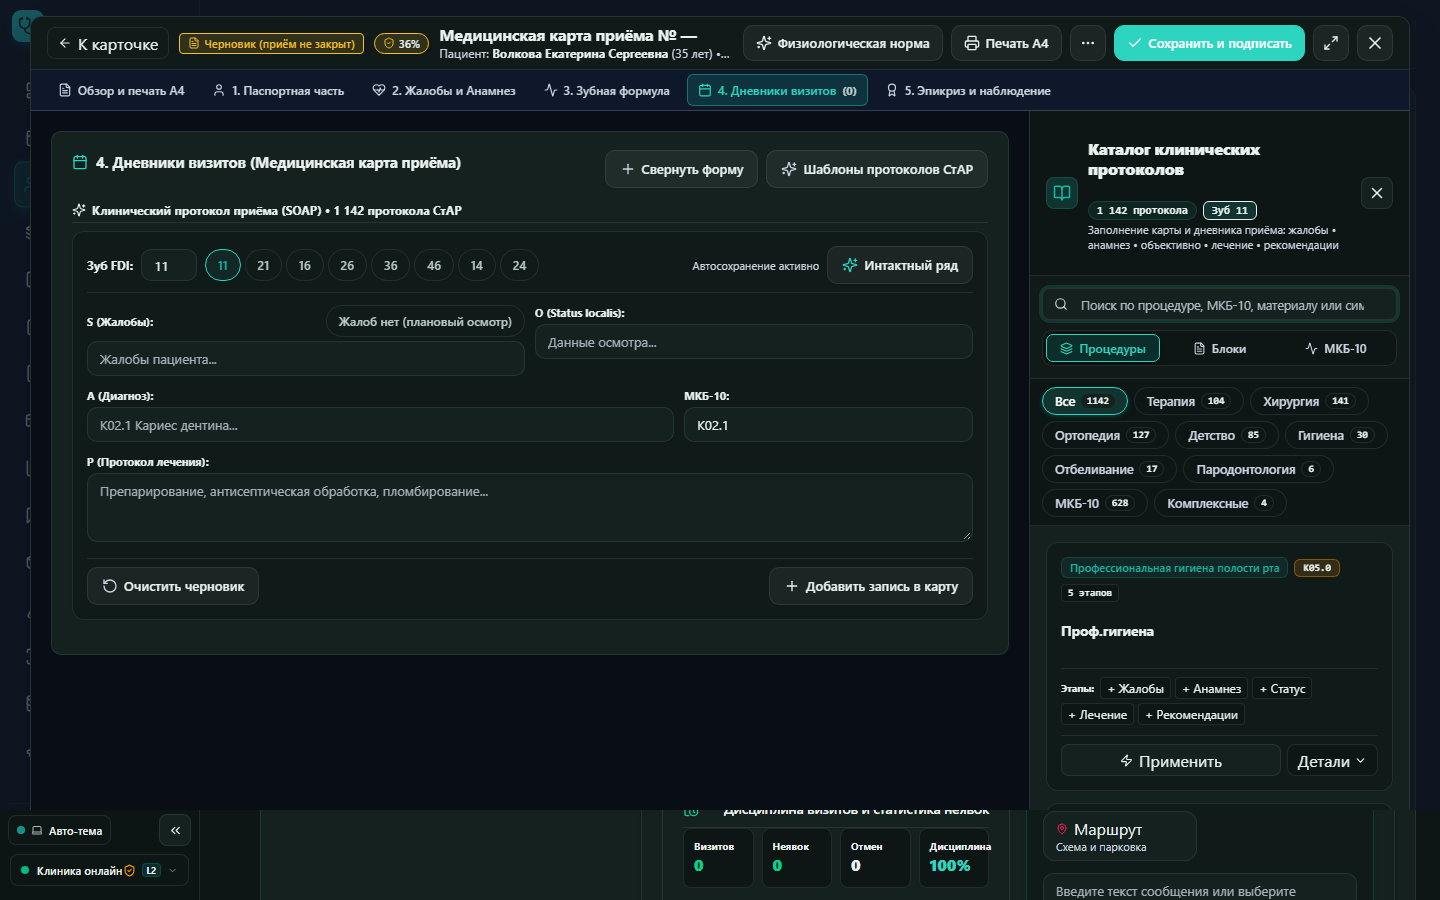 К карточке
Черновик (приём не закрыт)
36%
Медицинская карта приёма № —
Пациент: Волкова Екатерина Сергеевна (35 лет) •...
Физиологическая норма
Печать А4
Сохранить и подписать
Обзор и печать А4
1. Паспортная часть
2. Жалобы и Анамнез
3. Зубная формула
4. Дневники визитов (0)
5. Эпикриз и наблюдение
4. Дневники визитов (Медицинская карта приёма)
Свернуть форму
Шаблоны протоколов СтАР
Клинический протокол приёма (SOAP) • 1 142 протокола СтАР
Зуб FDI:
11
11
21
16
26
36
46
14
24
Автосохранение активно
Интактный ряд
S (Жалобы):
Жалоб нет (плановый осмотр)
Жалобы пациента...
O (Status localis):
Данные осмотра...
A (Диагноз):
K02.1 Кариес дентина...
МКБ-10:
K02.1
P (Протокол лечения):
Препарирование, антисептическая обработка, пломбирование...
Очистить черновик
Добавить запись в карту
Каталог клинических
протоколов
1 142 протокола
Зуб 11
Заполнение карты и дневника приёма: жалобы •
анамнез • объективно • лечение • рекомендации
Поиск по процедуре, МКБ-10, материалу или сим
Процедуры
Блоки
МКБ-10
Все 1142
Терапия 104
Хирургия 141
Ортопедия 127
Детство 85
Гигиена 30
Отбеливание 17
Пародонтология 6
МКБ-10 628
Комплексные 4
Профессиональная гигиена полости рта
K05.0
5 этапов
Проф.гигиена
Этапы:
+ Жалобы
+ Анамнез
+ Статус
+ Лечение
+ Рекомендации
Применить
Детали
Авто-тема
Клиника онлайн
L2
Дисциплина визитов и статистика неявок
Визитов
0
Неявок
0
Отмен
0
Дисциплина
100%
Маршрут
Схема и парковка
Введите текст сообщения или выберите